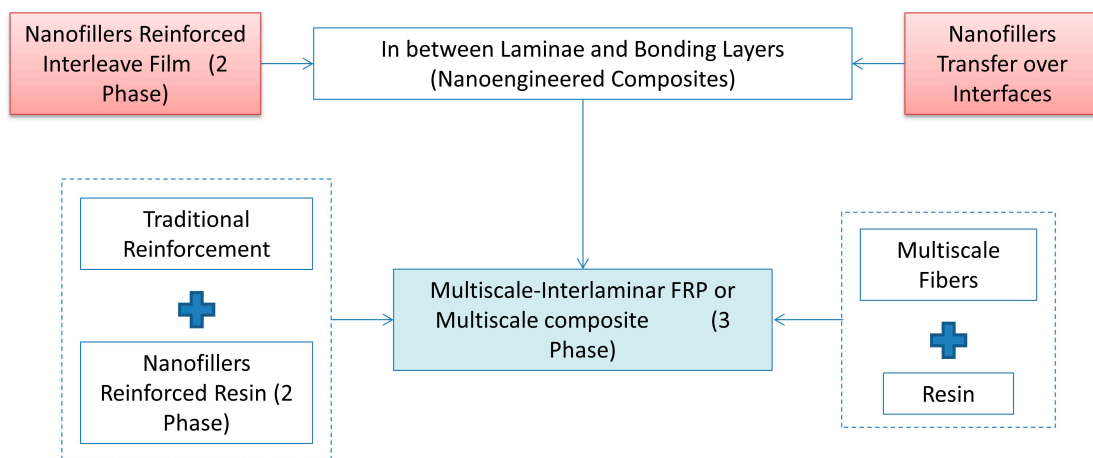 Nanofillers Reinforced
Interleave Film (2
Phase)
In between Laminae and Bonding Layers
(Nanoengineered Composites)
Nanofillers
Transfer over
Interfaces
Traditional
Reinforcement
Nanofillers
Reinforced Resin (2
Phase)
Multiscale-Interlaminar FRP or
Multiscale composite (3
Phase)
Multiscale
Fibers
Resin